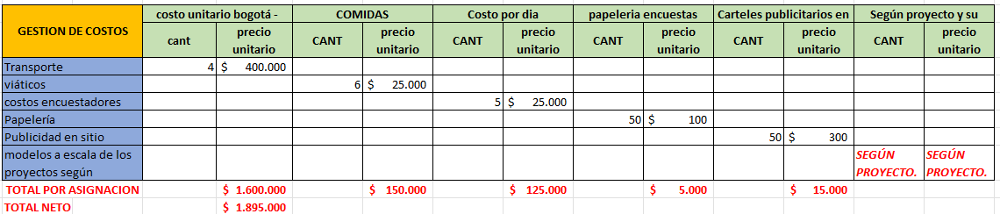 GESTION DE COSTOS
costo unitario bogotá - COMIDAS Costo por dia papeleria encuestas Carteles publicitarios en Según proyecto y su
cant precio unitario CANT precio unitario CANT precio unitario CANT precio unitario CANT precio unitario CANT precio unitario
Transporte 4 $ 400.000
viáticos 6 $ 25.000
costos encuestadores 5 $ 25.000
Papelería 50 $ 100
Publicidad en sitio 50 $ 300
modelos a escala de los
proyectos según
SEGÚN
PROYECTO.
SEGÚN
PROYECTO.
TOTAL POR ASIGNACION $ 1.600.000 $ 150.000 $ 125.000 $ 5.000 $ 15.000
TOTAL NETO $ 1.895.000